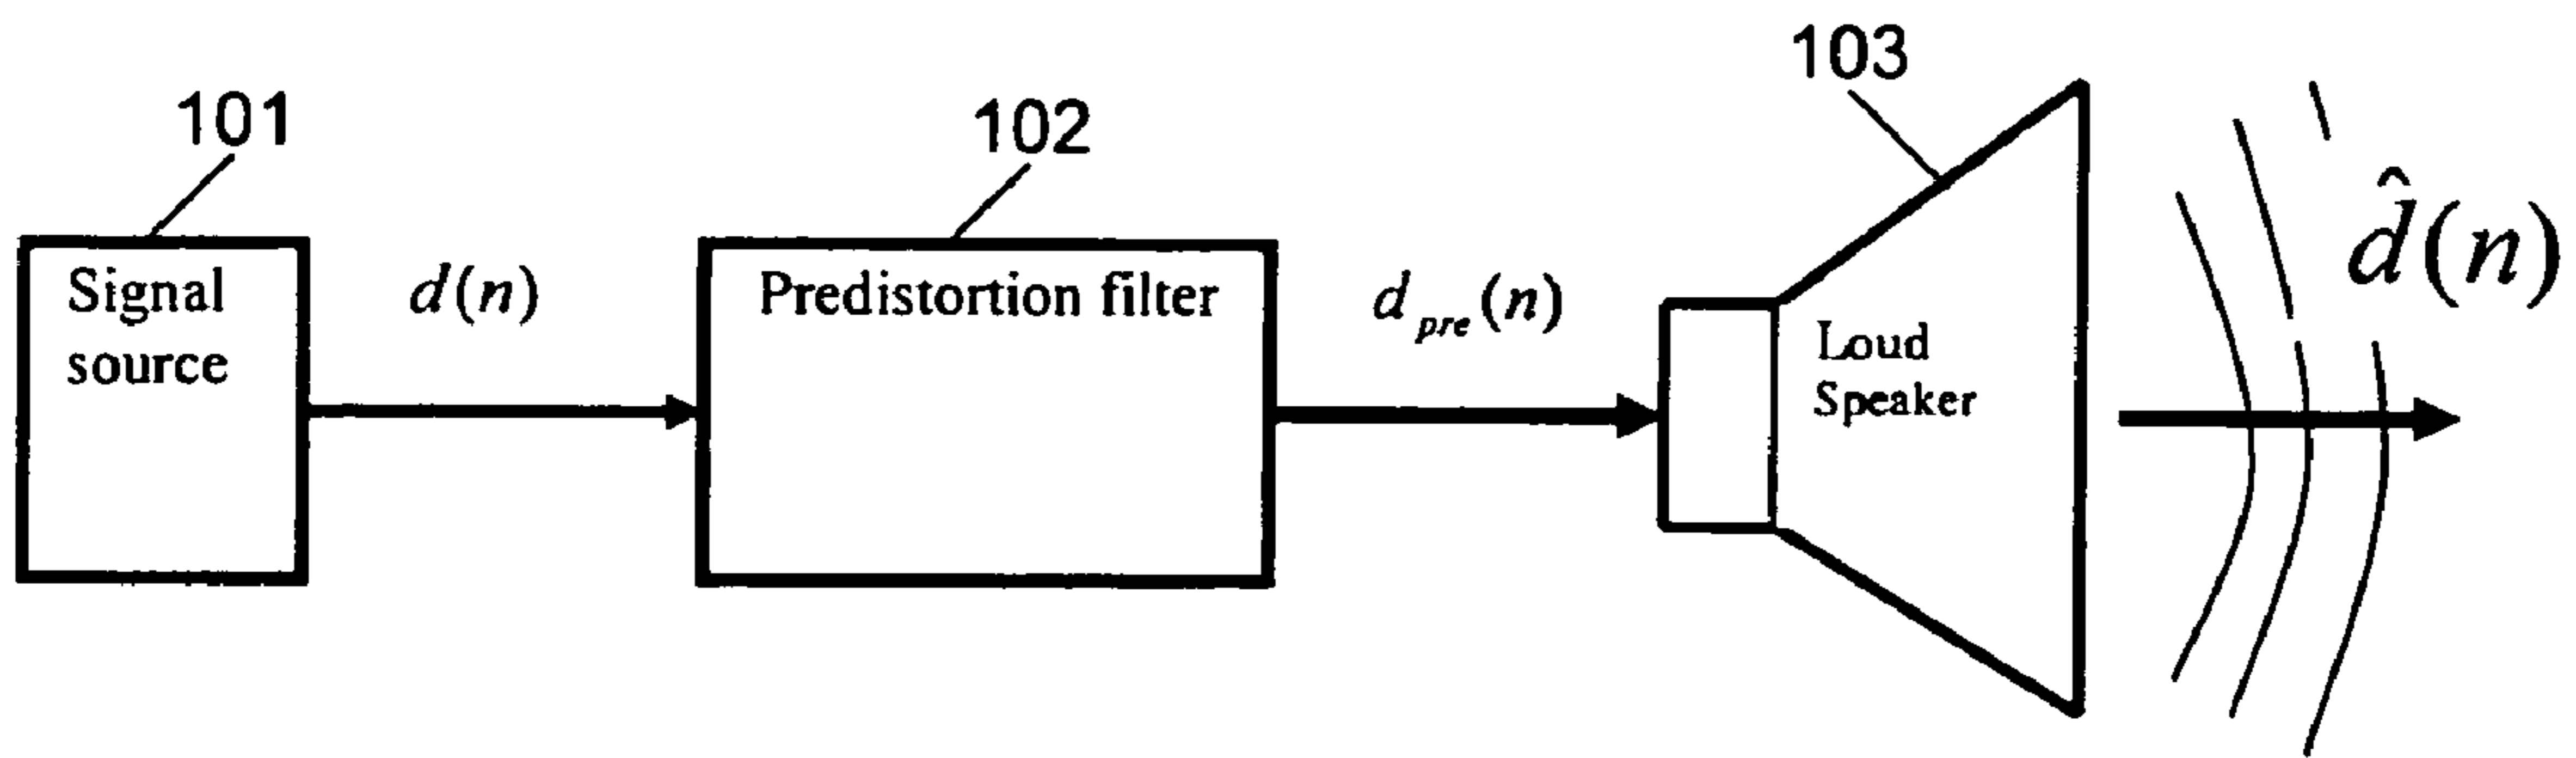 101
102
103
Signal
source
d(n)
Predistortion filter
d_pre(n)
Loud
Speaker
d̂(n)